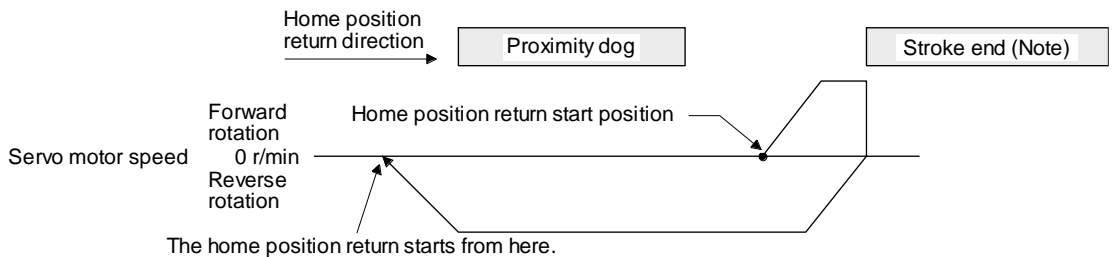 Home position
return direction
Proximity dog
Stroke end (Note)
Forward
rotation
Home position return start position
Servo motor speed 0 r/min
Reverse
rotation
The home position return starts from here.